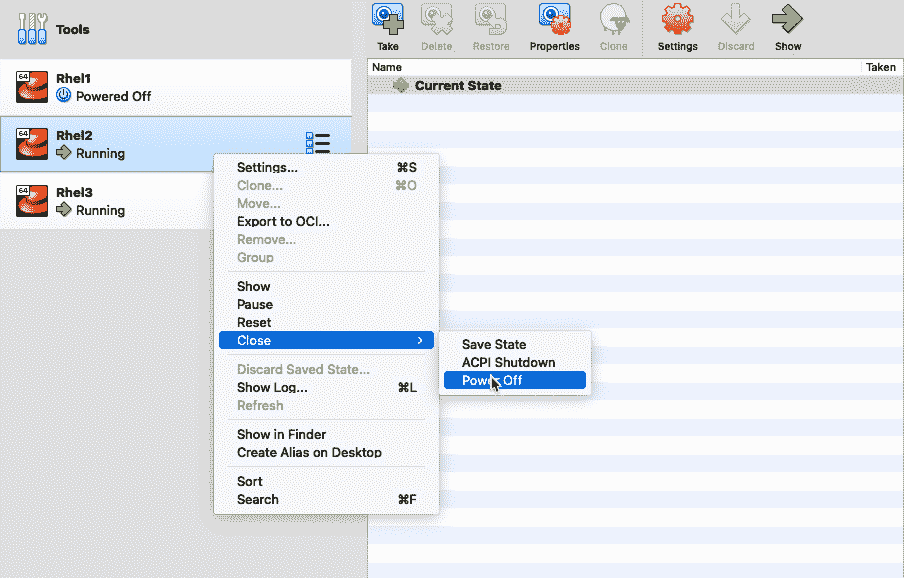 Tools
Take Delete Restore Properties Clone Settings Discard Show
Name Taken
Current State
64
Rhel1
Powered Off
64
Rhel2
Running
64
Rhel3
Running
Settings... ⌘S
Clone... ⌘O
Move...
Export to OCI...
Remove...
Group
Show
Pause
Reset
Close
Save State
ACPI Shutdown
Power Off
Discard Saved State...
Show Log... ⌘L
Refresh
Show in Finder
Create Alias on Desktop
Sort
Search ⌘F